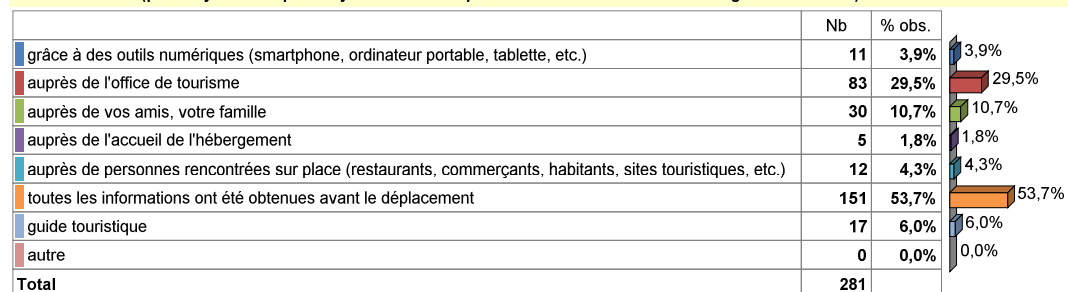 Nb % obs.
grâce à des outils numériques (smartphone, ordinateur portable, tablette, etc.) 11 3,9% 3,9%
auprès de l'office de tourisme 83 29,5% 29,5%
auprès de vos amis, votre famille 30 10,7% 10,7%
auprès de l'accueil de l'hébergement 5 1,8% 1,8%
auprès de personnes rencontrées sur place (restaurants, commerçants, habitants, sites touristiques, etc.) 12 4,3% 4,3%
toutes les informations ont été obtenues avant le déplacement 151 53,7% 53,7%
guide touristique 17 6,0% 6,0%
autre 0 0,0% 0,0%
Total 281